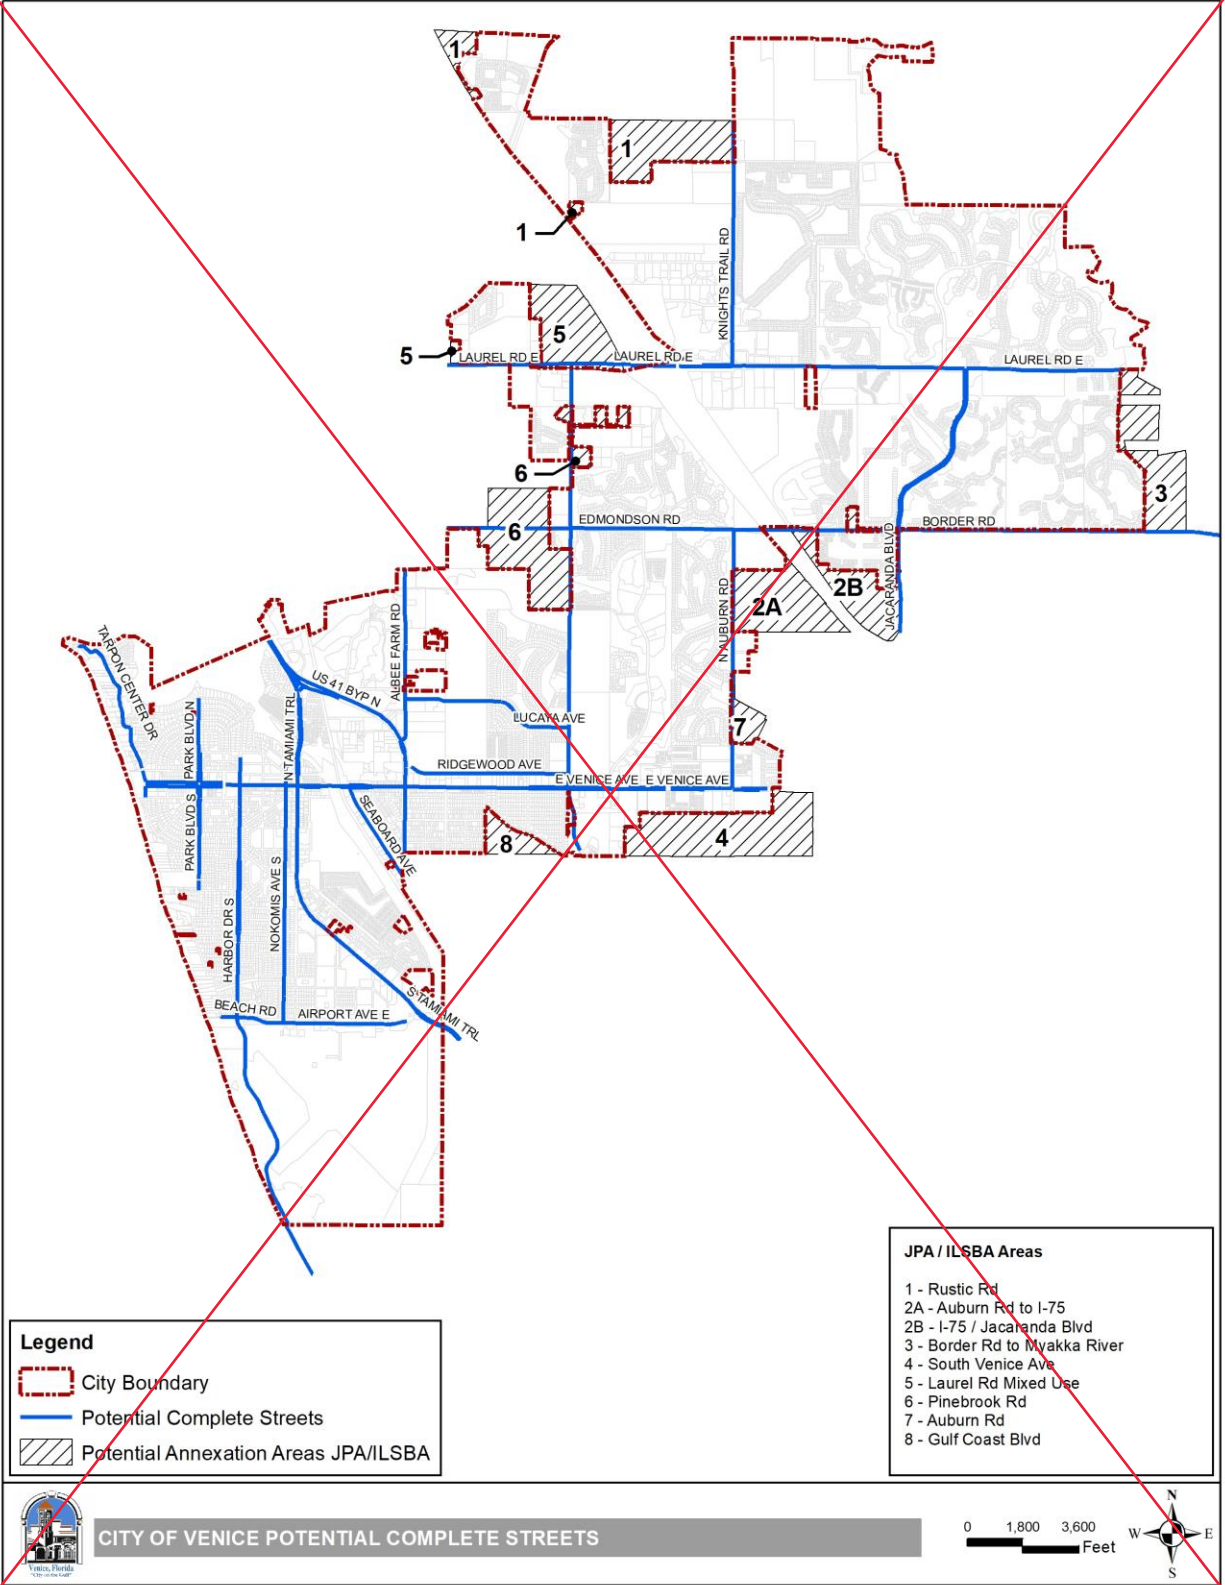 1
1
1
KNIGHTS TRAIL RD
5
5
LAUREL RD E
LAUREL RD E
LAUREL RD E
6
3
6
EDMONDSON RD
BORDER RD
JACARANDA BLVD
2B
2A
N AUBURN RD
ALBEE FARM RD
TARPON CENTER DR
US 41 BYP N
N TAMIAMI TRL
PARK BLVD N
LUCAYA AVE
7
RIDGEWOOD AVE
E VENICE AVE
E VENICE AVE
PARK BLVD S
SEABOARD AVE
8
4
NOKOMIS AVE S
HARBOR DR S
BEACH RD
AIRPORT AVE E
S TAMIAMI TRL
JPA / ILSBA Areas
1 - Rustic Rd
2A - Auburn Rd to I-75
2B - I-75 / Jacaranda Blvd
3 - Border Rd to Myakka River
4 - South Venice Ave
5 - Laurel Rd Mixed Use
6 - Pinebrook Rd
7 - Auburn Rd
8 - Gulf Coast Blvd
Legend
City Boundary
Potential Complete Streets
Potential Annexation Areas JPA/ILSBA
Venice, Florida
"City on the Gulf"
CITY OF VENICE POTENTIAL COMPLETE STREETS
0 1,800 3,600
Feet
N
W E
S